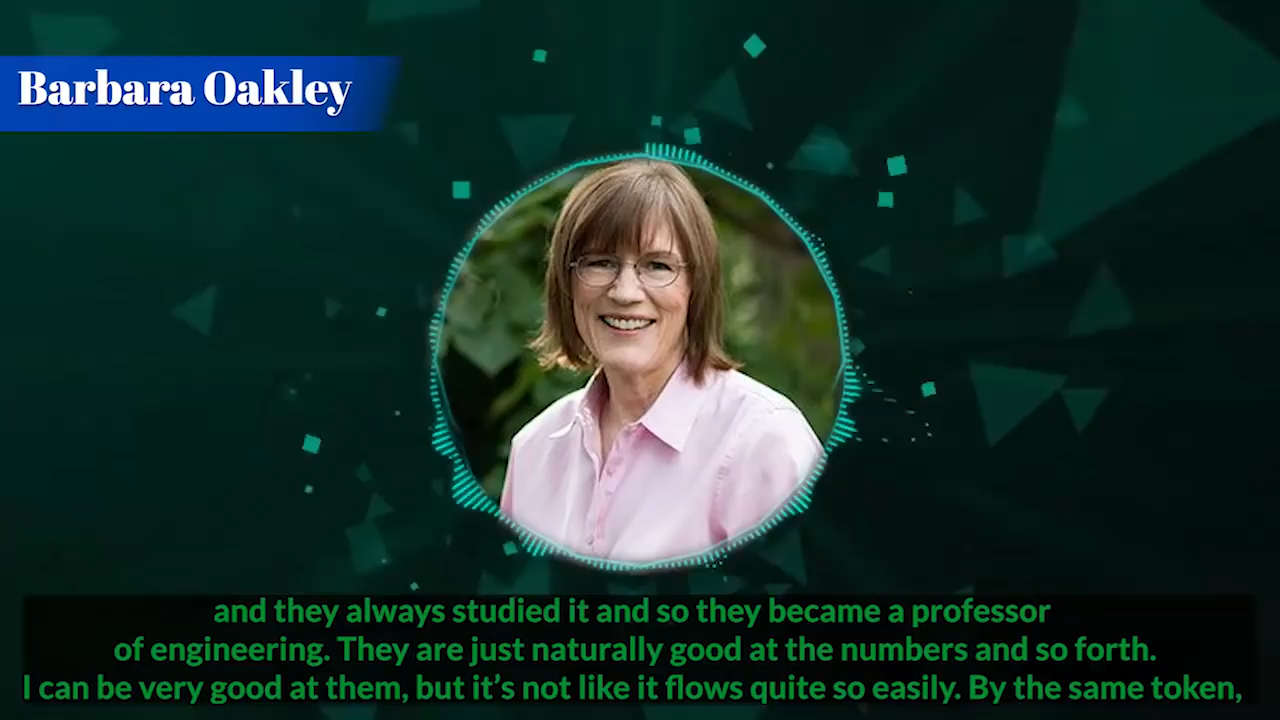 Barbara Oakley
and they always studied it and so they became a professor
of engineering. They are just naturally good at the numbers and so forth.
I can be very good at them, but it’s not like it flows quite so easily. By the same token,